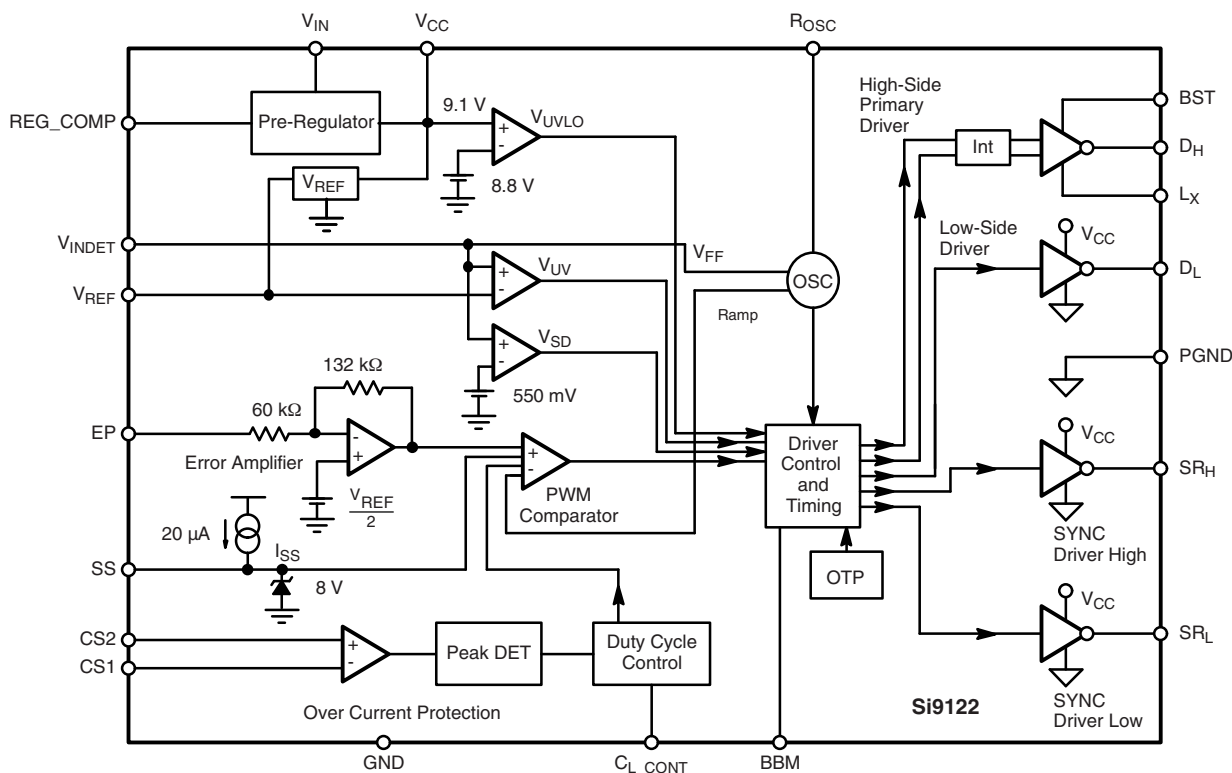 VIN
VCC
ROSC
REG_COMP
Pre-Regulator
9.1 V
VUVLO
High-Side
Primary
Driver
Int
BST
DH
LX
VREF
8.8 V
+
-
VINDET
VREF
VUV
+
-
VFF
OSC
Ramp
Low-Side
Driver
VCC
DL
VSD
+
-
550 mV
PGND
132 kΩ
60 kΩ
EP
-
+
Error Amplifier
VREF
2
+
-
PWM
Comparator
Driver
Control
and
Timing
VCC
SRH
SYNC
Driver High
20 µA
ISS
SS
8 V
OTP
VCC
SRL
SYNC
Driver Low
CS2
CS1
+
-
Peak DET
Duty Cycle
Control
Over Current Protection
Si9122
GND
CL_CONT
BBM